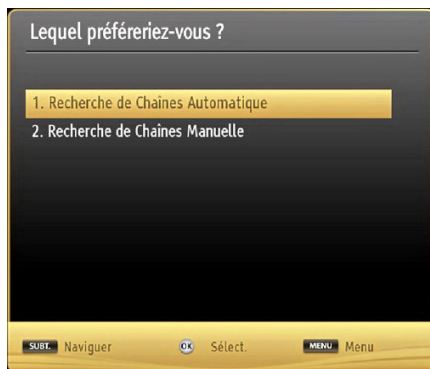 Lequel préféreriez-vous ?
1. Recherche de Chaînes Automatique
2. Recherche de Chaînes Manuelle
SUBT. Naviguer OK Sélect. MENU Menu